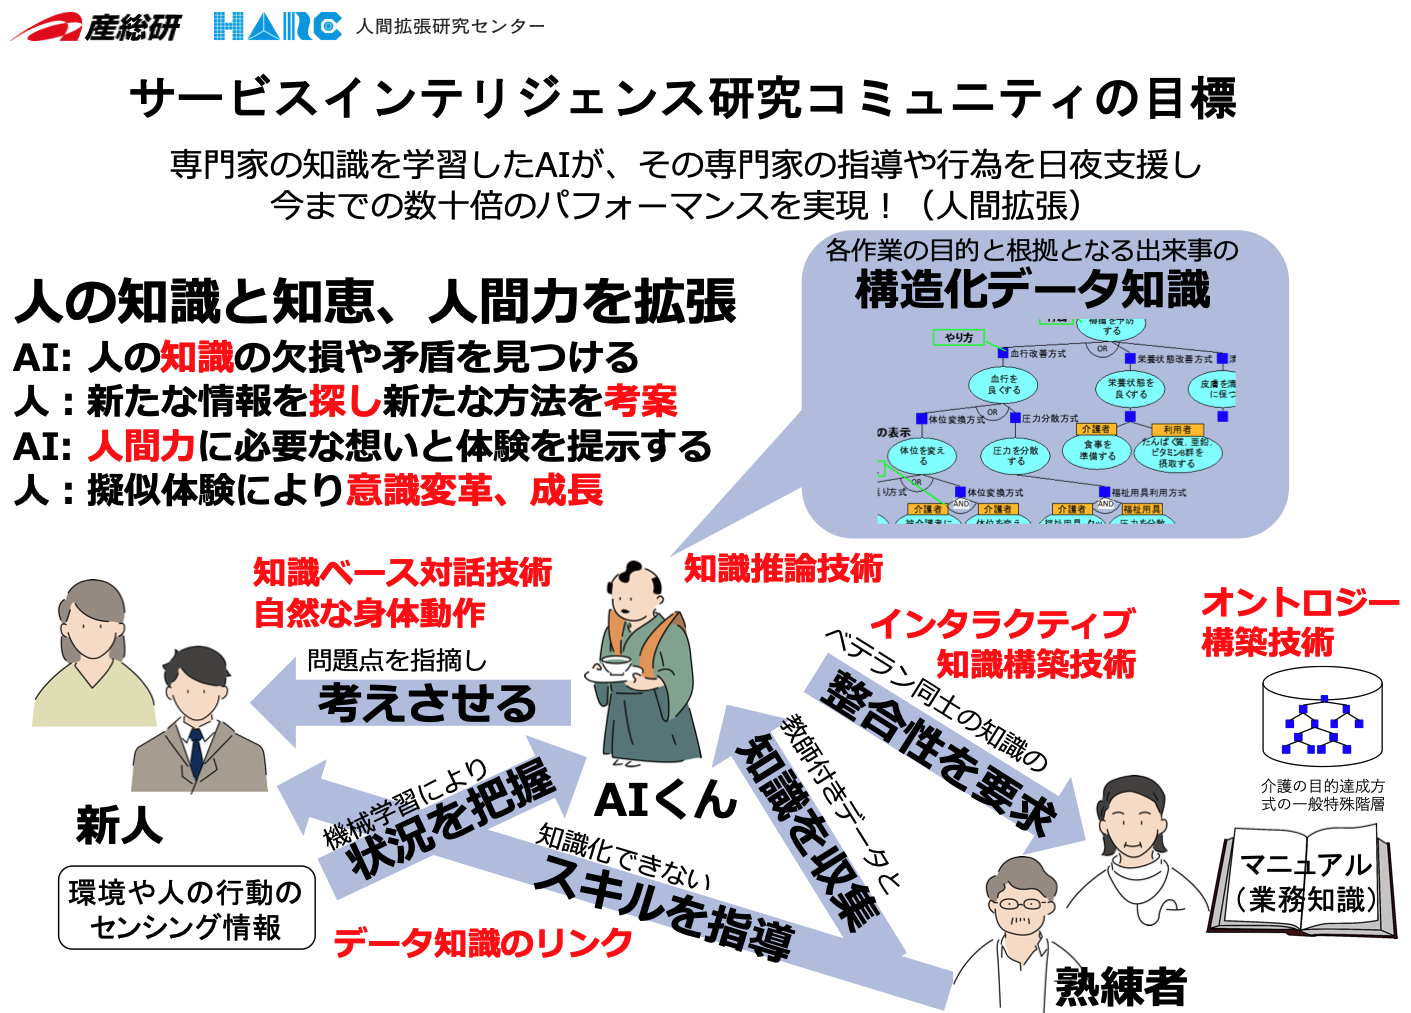 産総研 HARC 人間拡張研究センター
サービスインテリジェンス研究コミュニティの目標
専門家の知識を学習したAIが、その専門家の指導や行為を日夜支援し
今までの数十倍のパフォーマンスを実現！（人間拡張）
人の知識と知恵、人間力を拡張
AI: 人の知識の欠損や矛盾を見つける
人：新たな情報を探し新たな方法を考案
AI: 人間力に必要な想いと体験を提示する
人：擬似体験により意識変革、成長
各作業の目的と根拠となる出来事の
構造化データ知識
する
やり方
OR
血行改善方式
栄養状態改善方式
血行を
良くする
栄養状態を
良くする
皮膚を清
に保つ
体位変換方式
OR
圧力分散方式
介護者
利用者
の表示
体位を変え
る
圧力を分散
する
食事を
準備する
たんぱく質, 亜鉛,
ビタミンB群を
摂取する
OR
体位変換方式
福祉用具利用方式
介護者
AND
介護者
介護者
AND
福祉用具
被介護者に
体位を変え
圧力を分散
知識ベース対話技術
自然な身体動作
知識推論技術
インタラクティブ
知識構築技術
オントロジー
構築技術
問題点を指摘し
考えさせる
ベテラン同士の知識の
整合性を要求
教師付きデータと
知識を収集
機械学習により
状況を把握
知識化できない
スキルを指導
新人
AIくん
環境や人の行動の
センシング情報
データ知識のリンク
介護の目的達成方
式の一般特殊階層
マニュアル
（業務知識）
熟練者